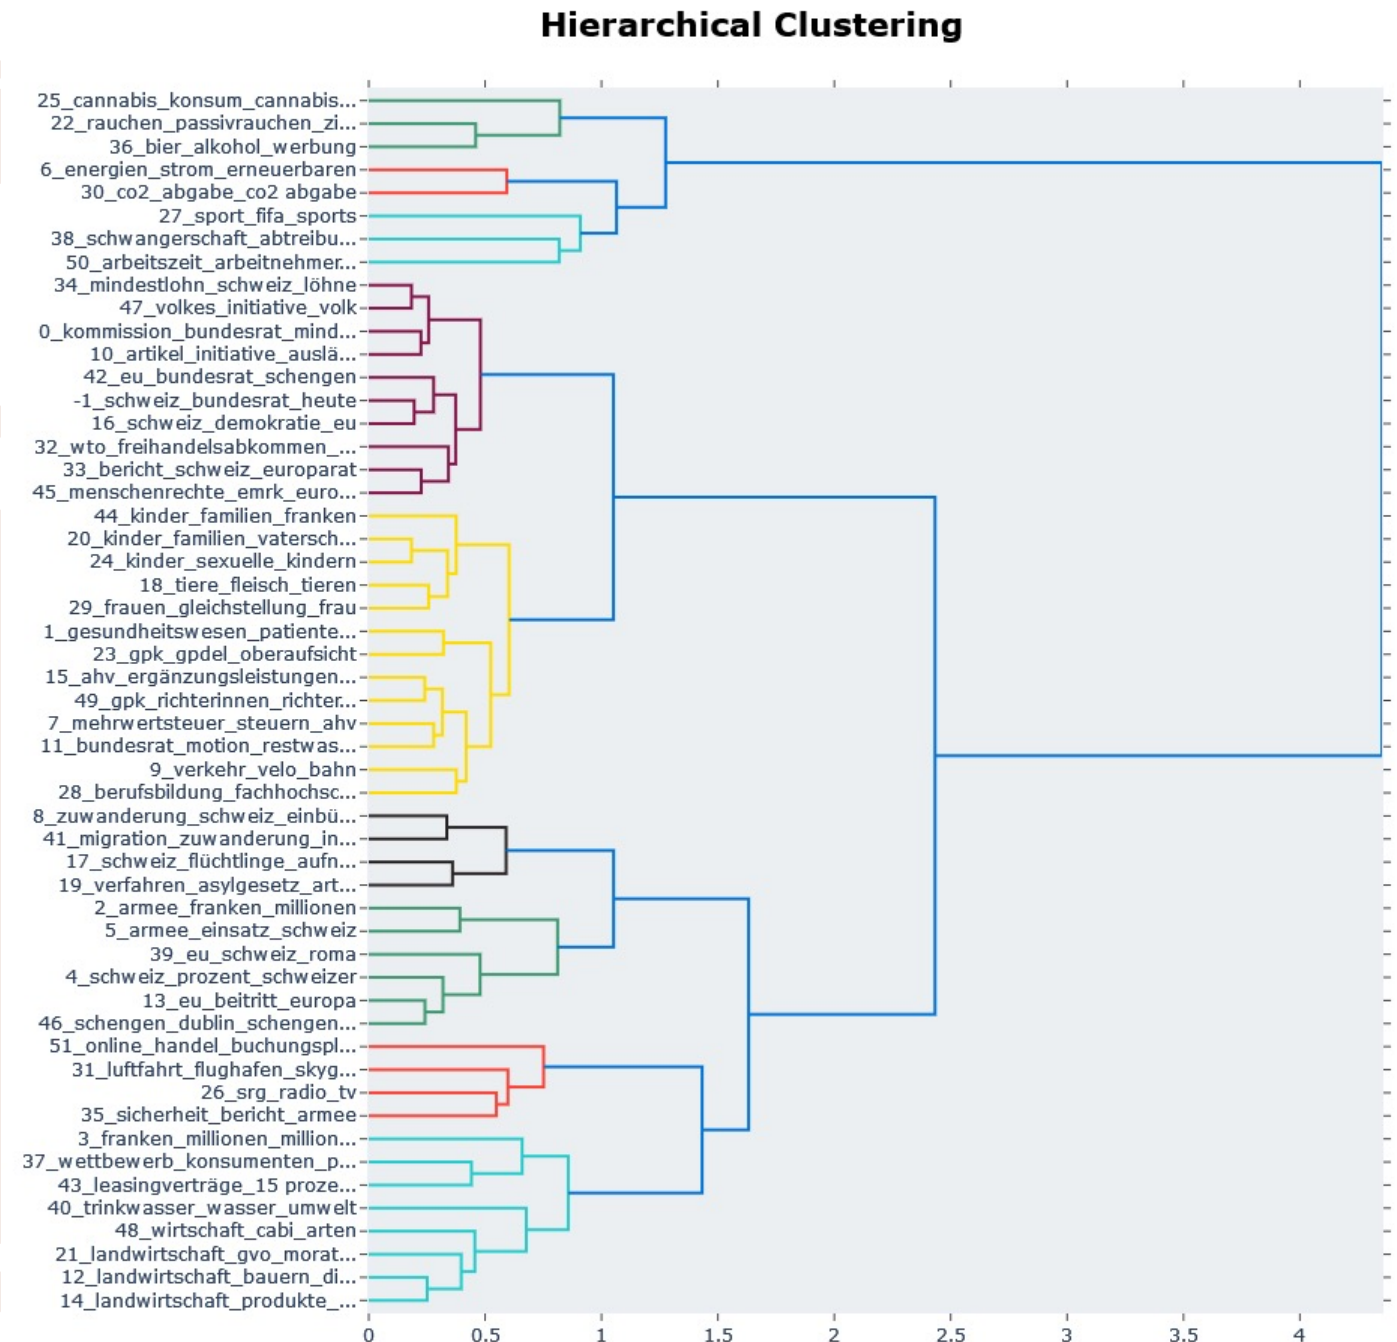 Hierarchical Clustering
25_cannabis_konsum_cannabis...
22_rauchen_passivrauchen_zi...
36_bier_alkohol_werbung
6_energien_strom_erneuerbaren
30_co2_abgabe_co2 abgabe
27_sport_fifa_sports
38_schwangerschaft_abtreibu...
50_arbeitszeit_arbeitnehmer...
34_mindestlohn_schweiz_löhne
47_volkes_initiative_volk
0_kommission_bundesrat_mind...
10_artikel_initiative_auslä...
42_eu_bundesrat_schengen
-1_schweiz_bundesrat_heute
16_schweiz_demokratie_eu
32_wto_freihandelsabkommen_...
33_bericht_schweiz_europarat
45_menschenrechte_emrk_euro...
44_kinder_familien_franken
20_kinder_familien_vatersch...
24_kinder_sexuelle_kindern
18_tiere_fleisch_tieren
29_frauen_gleichstellung_frau
1_gesundheitswesen_patiente...
23_gpk_gpdel_oberaufsicht
15_ahv_ergänzungsleistungen...
49_gpk_richterinnen_richter...
7_mehrwertsteuer_steuern_ahv
11_bundesrat_motion_restwas...
9_verkehr_velo_bahn
28_berufsbildung_fachhochsc...
8_zuwanderung_schweiz_einbü...
41_migration_zuwanderung_in...
17_schweiz_flüchtlinge_aufn...
19_verfahren_asylgesetz_art...
2_armee_franken_millionen
5_armee_einsatz_schweiz
39_eu_schweiz_roma
4_schweiz_prozent_schweizer
13_eu_beitritt_europa
46_schengen_dublin_schengen...
51_online_handel_buchungspl...
31_luftfahrt_flughafen_skyg...
26_srg_radio_tv
35_sicherheit_bericht_armee
3_franken_millionen_million...
37_wettbewerb_konsumenten_p...
43_leasingverträge_15 proze...
40_trinkwasser_wasser_umwelt
48_wirtschaft_cabi_arten
21_landwirtschaft_gvo_morat...
12_landwirtschaft_bauern_di...
14_landwirtschaft_produkte_...
0 0.5 1 1.5 2 2.5 3 3.5 4